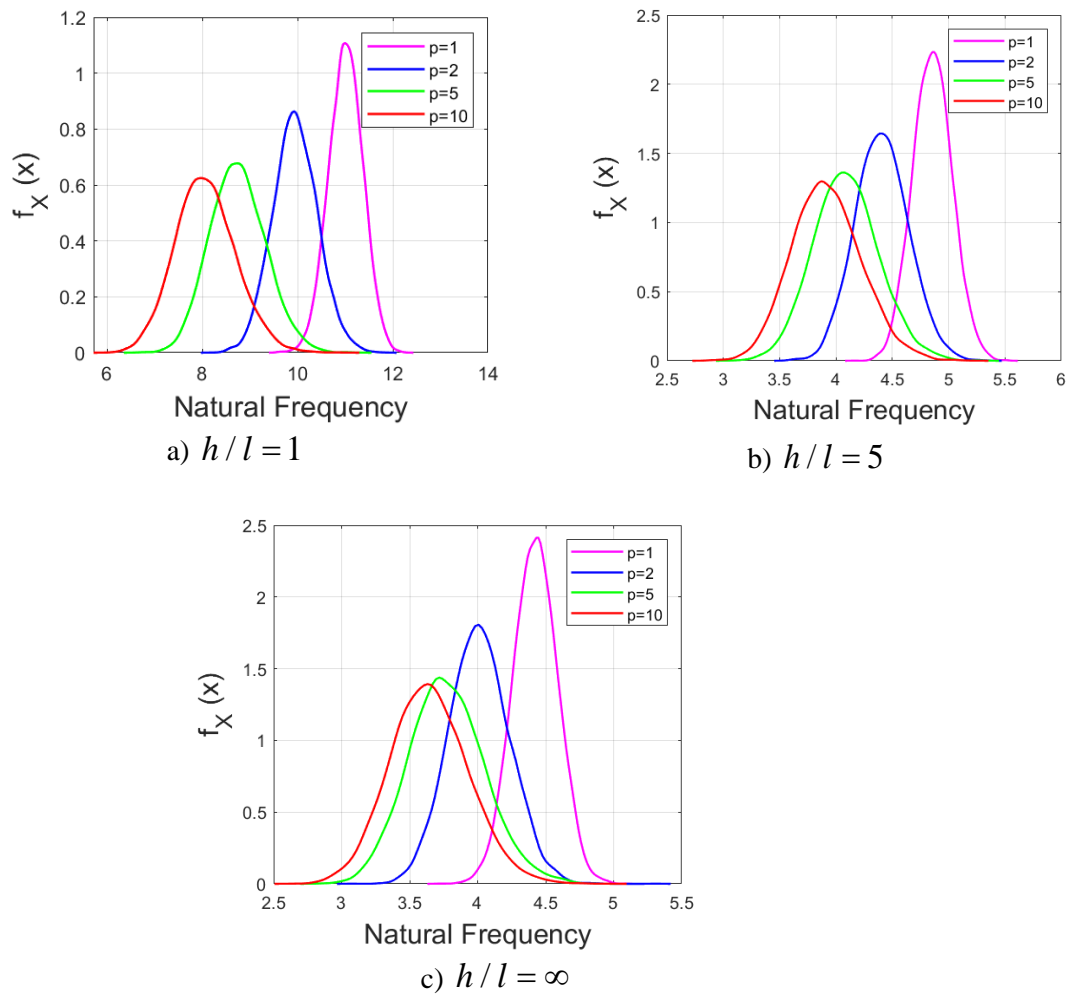 1.2
1
0.8
0.6
0.4
0.2
0
6 8 10 12 14
f_X (x)
Natural Frequency
p=1
p=2
p=5
p=10
a) h / l = 1
2.5
2
1.5
1
0.5
0
2.5 3 3.5 4 4.5 5 5.5 6
f_X (x)
Natural Frequency
p=1
p=2
p=5
p=10
b) h / l = 5
2.5
2
1.5
1
0.5
0
2.5 3 3.5 4 4.5 5 5.5
f_X (x)
Natural Frequency
p=1
p=2
p=5
p=10
c) h / l = ∞